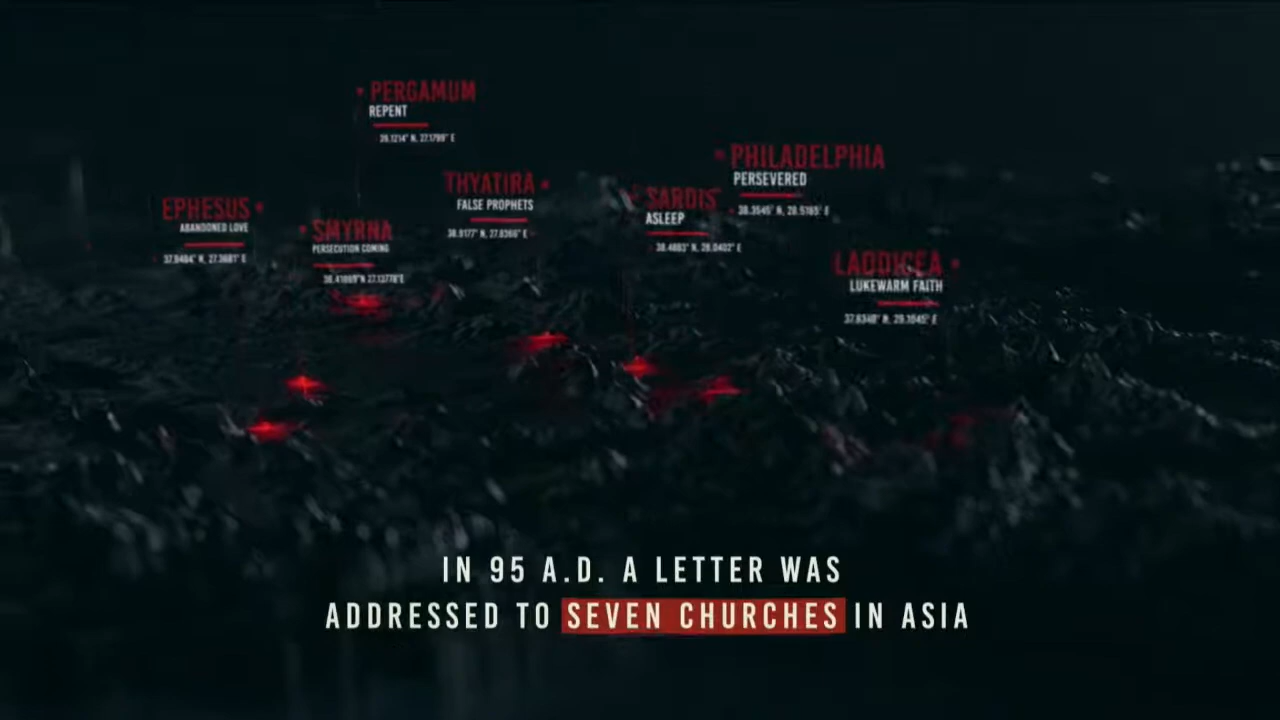 PERGAMUM
REPENT
PHILADELPHIA
PERSEVERED
THYATIRA
FALSE PROPHETS
SARDIS
ASLEEP
EPHESUS
ABANDONED LOVE
SMYRNA
PERSECUTION COMING
LAODICEA
LUKEWARM FAITH
IN 95 A.D. A LETTER WAS
ADDRESSED TO SEVEN CHURCHES IN ASIA